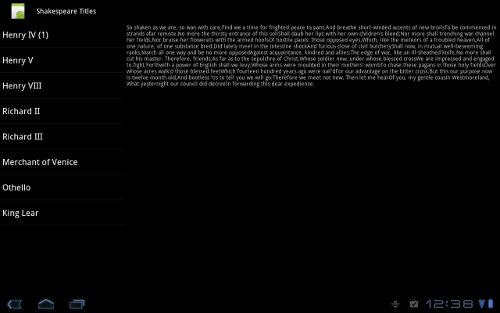 Shakespeare Titles
Henry IV (1)
Henry V
Henry VIII
Richard II
Richard III
Merchant of Venice
Othello
King Lear
So shaken as we are, so wan with care,Find we a time for frighted peace to pant,And breathe short-winded accents of new broilsTo be commenced in
strands afar remote.No more the thirsty entrance of this soilShall daub her lips with her own children's blood;Nor more shall trenching war channel
her fields,Nor bruise her flowerets with the armed hoofsOf hostile paces: those opposed eyes,Which, like the meteors of a troubled heaven,All of
one nature, of one substance bred,Did lately meet in the intestine shockAnd furious close of civil butcheryShall now, in mutual well-beseeming
ranks,March all one way and be no more opposedAgainst acquaintance, kindred and allies:The edge of war, like an ill-sheathed knife,No more shall
cut his master. Therefore, friends,As far as to the sepulchre of Christ,Whose soldier now, under whose blessed crossWe are impressed and engaged
to fight,Forthwith a power of English shall we levy;Whose arms were moulded in their mothers' wombTo chase these pagans in those holy fieldsOver
whose acres walk'd those blessed feetWhich fourteen hundred years ago were nail'dFor our advantage on the bitter cross.But this our purpose now
is twelve month old,And bootless 'tis to tell you we will go:Therefore we meet not now. Then let me hearOf you, my gentle cousin Westmoreland,
What yesternight our council did decreeIn forwarding this dear expedience.
12:38